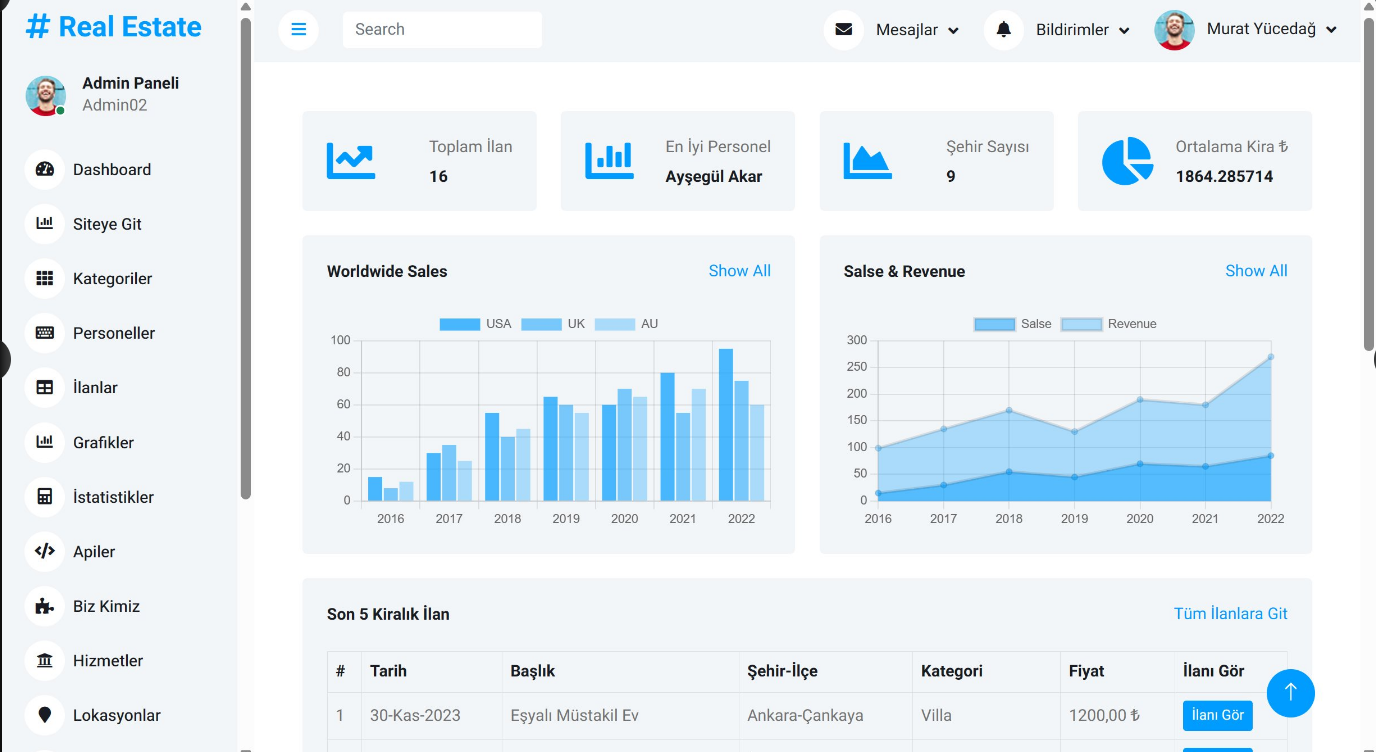 # Real Estate
Admin Paneli
Admin02
Dashboard
Siteye Git
Kategoriler
Personeller
İlanlar
Grafikler
İstatistikler
Apiler
Biz Kimiz
Hizmetler
Lokasyonlar
Search
Mesajlar
Bildirimler
Murat Yücedağ
Toplam İlan
16
En İyi Personel
Ayşegül Akar
Şehir Sayısı
9
Ortalama Kira ₺
1864.285714
Worldwide Sales Show All
USA UK AU
100
80
60
40
20
0
2016 2017 2018 2019 2020 2021 2022
Salse & Revenue Show All
Salse Revenue
300
250
200
150
100
50
0
2016 2017 2018 2019 2020 2021 2022
Son 5 Kiralık İlan Tüm İlanlara Git
# Tarih Başlık Şehir-İlçe Kategori Fiyat İlanı Gör
1 30-Kas-2023 Eşyalı Müstakil Ev Ankara-Çankaya Villa 1200,00 ₺ İlanı Gör